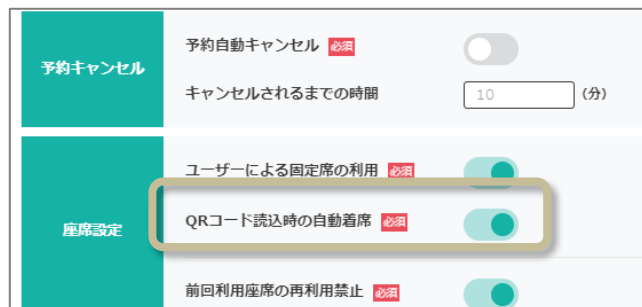 予約キャンセル
予約自動キャンセル 必須
キャンセルされるまでの時間 10 (分)
座席設定
ユーザーによる固定席の利用 必須
QRコード読込時の自動着席 必須
前回利用座席の再利用禁止 必須